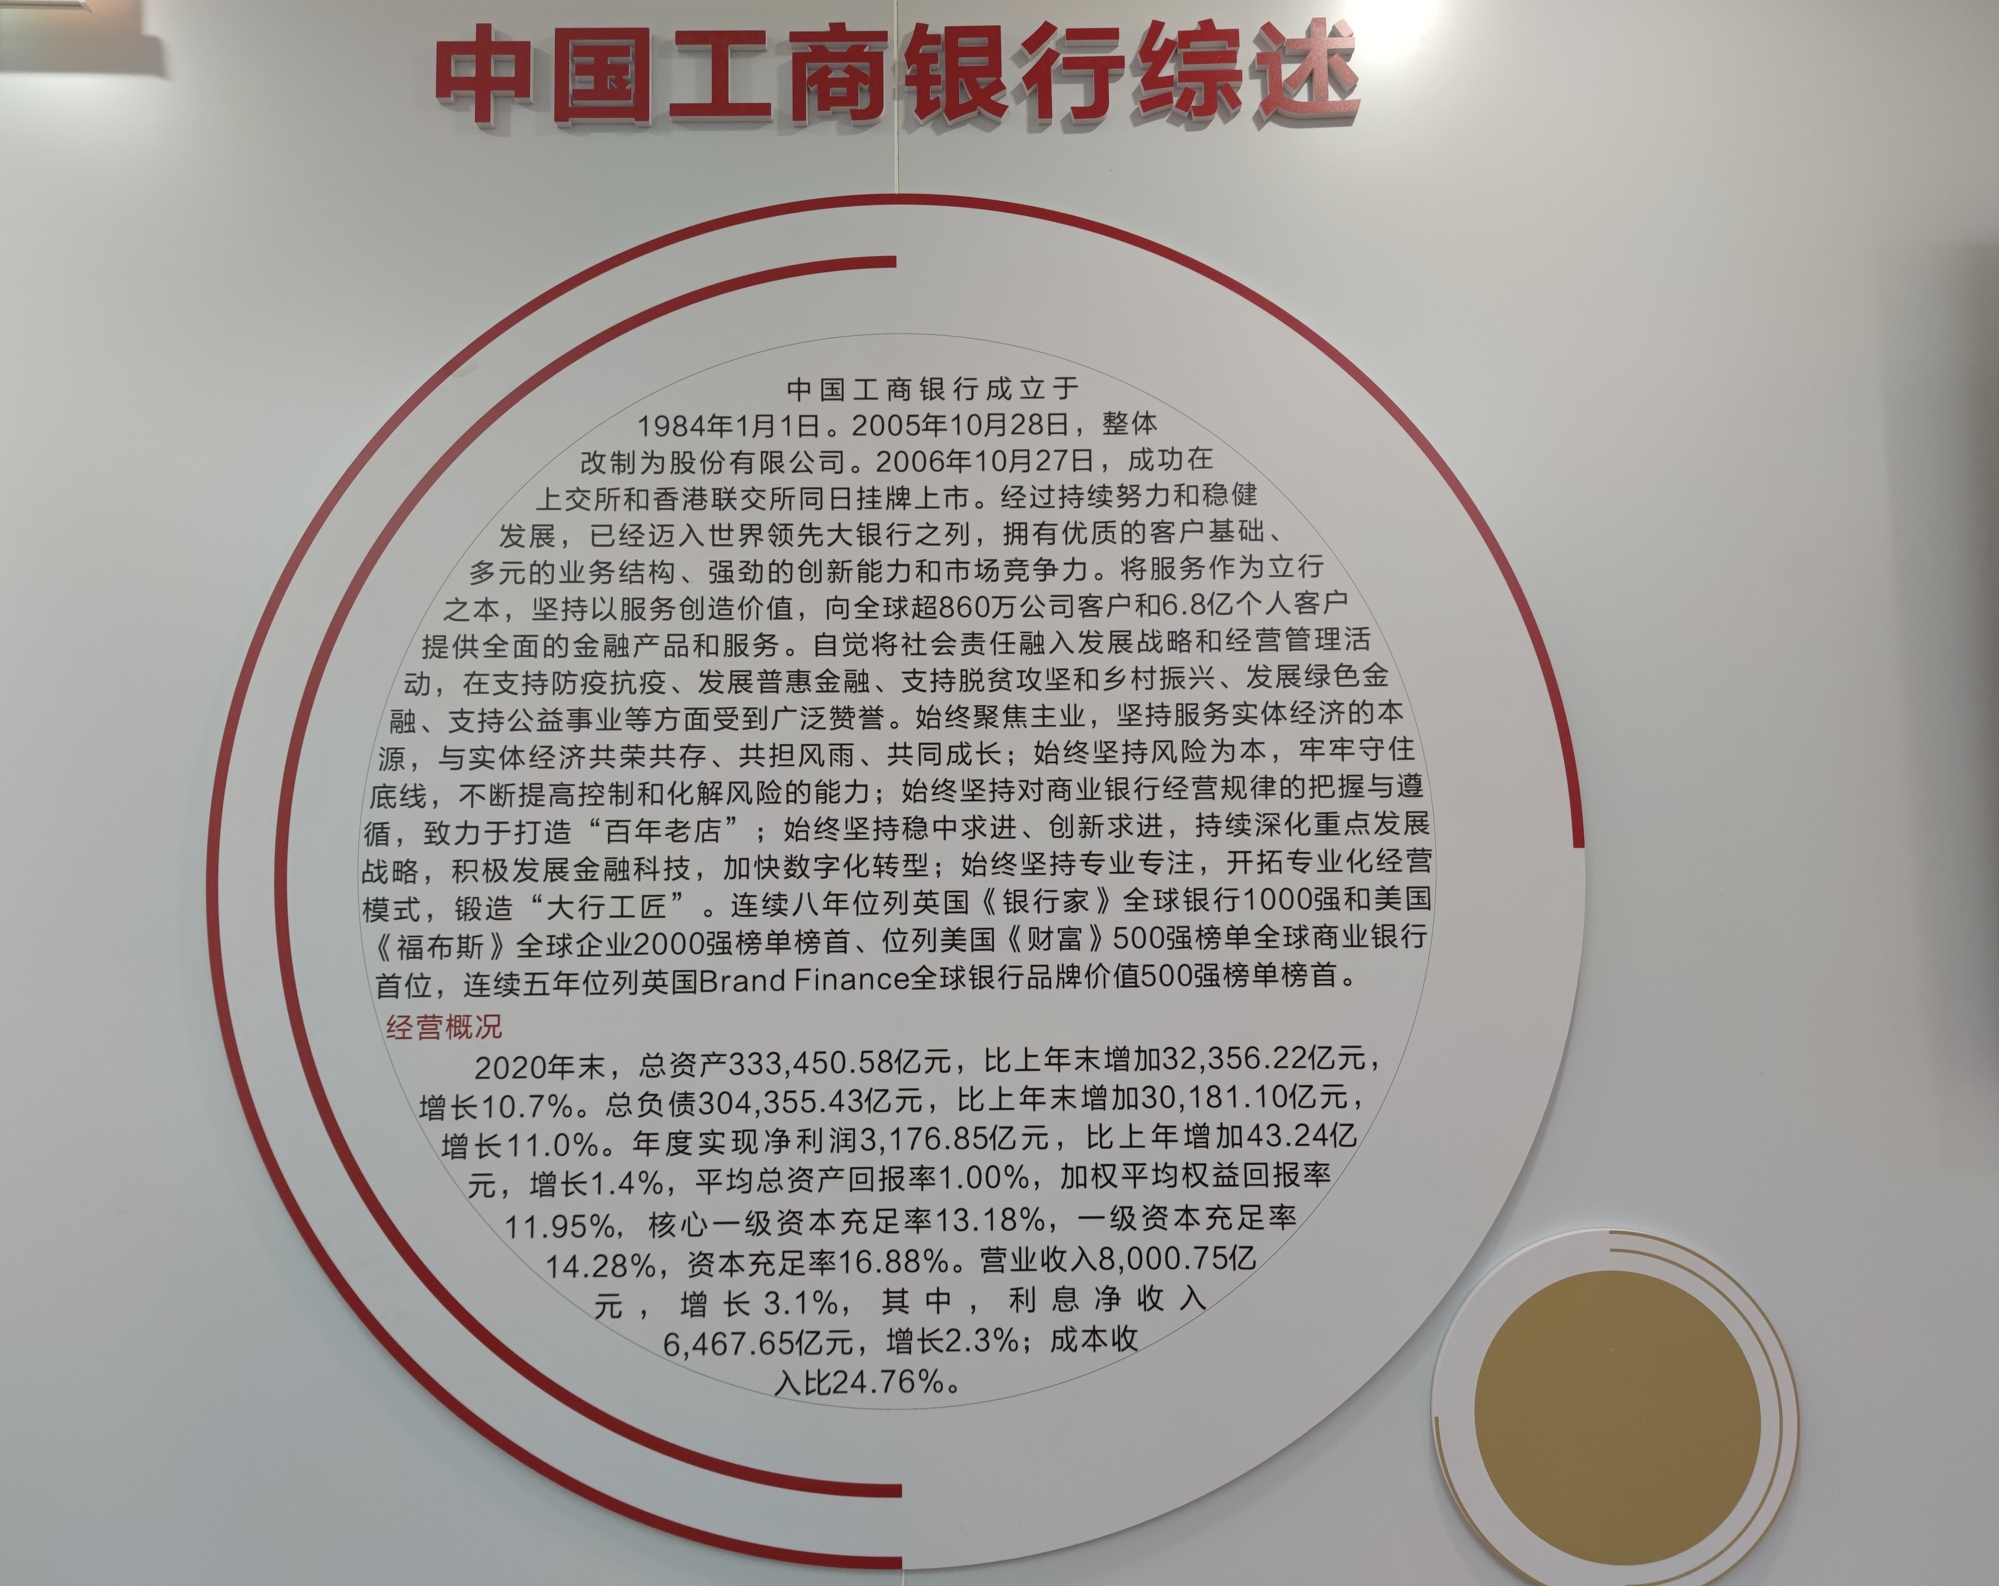 中国工商银行综述
中国工商银行成立于
1984年1月1日。2005年10月28日，整体
改制为股份有限公司。2006年10月27日，成功在
上交所和香港联交所同日挂牌上市。经过持续努力和稳健
发展，已经迈入世界领先大银行之列，拥有优质的客户基础、
多元的业务结构、强劲的创新能力和市场竞争力。将服务作为立行
之本，坚持以服务创造价值，向全球超860万公司客户和6.8亿个人客户
提供全面的金融产品和服务。自觉将社会责任融入发展战略和经营管理活
动，在支持防疫抗疫、发展普惠金融、支持脱贫攻坚和乡村振兴、发展绿色金
融、支持公益事业等方面受到广泛赞誉。始终聚焦主业，坚持服务实体经济的本
源，与实体经济共荣共存、共担风雨、共同成长；始终坚持风险为本，牢牢守住
底线，不断提高控制和化解风险的能力；始终坚持对商业银行经营规律的把握与遵
循，致力于打造“百年老店”；始终坚持稳中求进、创新求进，持续深化重点发展
战略，积极发展金融科技，加快数字化转型；始终坚持专业专注，开拓专业化经营
模式，锻造“大行工匠”。连续八年位列英国《银行家》全球银行1000强和美国
《福布斯》全球企业2000强榜单榜首、位列美国《财富》500强榜单全球商业银行
首位，连续五年位列英国Brand Finance全球银行品牌价值500强榜单榜首。
经营概况
2020年末，总资产333,450.58亿元，比上年末增加32,356.22亿元，
增长10.7%。总负债304,355.43亿元，比上年末增加30,181.10亿元，
增长11.0%。年度实现净利润3,176.85亿元，比上年增加43.24亿
元，增长1.4%，平均总资产回报率1.00%，加权平均权益回报率
11.95%，核心一级资本充足率13.18%，一级资本充足率
14.28%，资本充足率16.88%。营业收入8,000.75亿
元，增长3.1%，其中，利息净收入
6,467.65亿元，增长2.3%；成本收
入比24.76%。